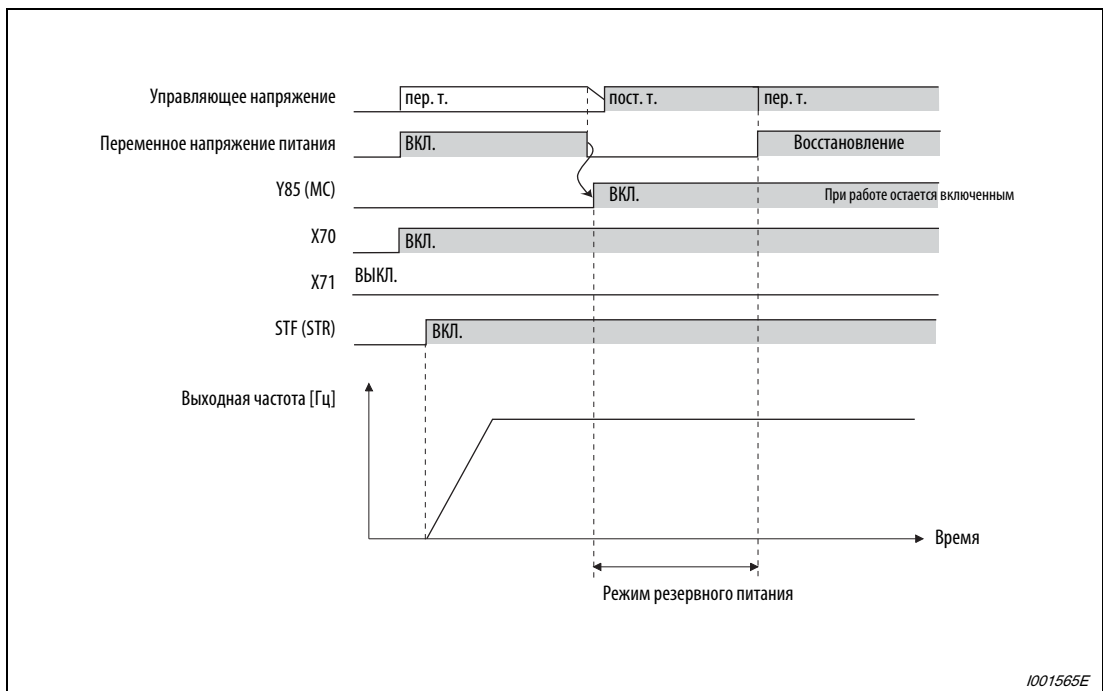 Управляющее напряжение
пер. т.
пост. т.
пер. т.
Переменное напряжение питания
ВКЛ.
Восстановление
Y85 (MC)
ВКЛ.
При работе остается включенным
X70
ВКЛ.
X71
ВЫКЛ.
STF (STR)
ВКЛ.
Выходная частота [Гц]
Время
Режим резервного питания
I001565E